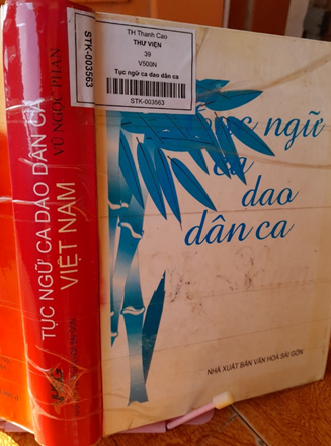 STK-003563
TH Thanh Cao
THƯ VIỆN
39
V500N
Tục ngữ ca dao dân ca
STK-003563
TỤC NGỮ CA DAO DÂN CA
VIỆT NAM
VŨ NGỌC PHAN
ngữ
ca
dao
dân ca
NHÀ XUẤT BẢN VĂN HOÁ SÀI GÒN